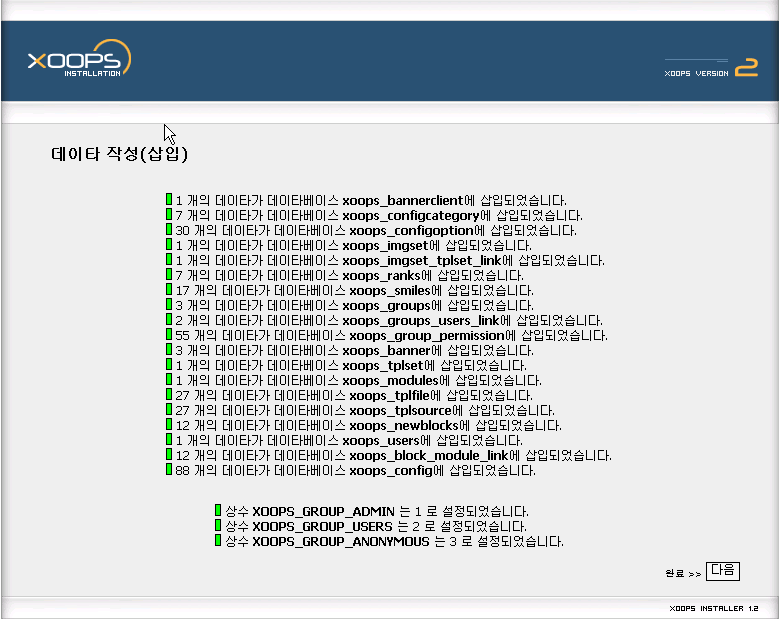 XOOPS
INSTALLATION
XOOPS VERSION 2
데이타 작성(삽입)
1 개의 데이타가 데이타베이스 xoops_bannerclient에 삽입되었습니다.
7 개의 데이타가 데이타베이스 xoops_configcategory에 삽입되었습니다.
30 개의 데이타가 데이타베이스 xoops_configoption에 삽입되었습니다.
1 개의 데이타가 데이타베이스 xoops_imgset에 삽입되었습니다.
1 개의 데이타가 데이타베이스 xoops_imgset_tplset_link에 삽입되었습니다.
7 개의 데이타가 데이타베이스 xoops_ranks에 삽입되었습니다.
17 개의 데이타가 데이타베이스 xoops_smiles에 삽입되었습니다.
3 개의 데이타가 데이타베이스 xoops_groups에 삽입되었습니다.
2 개의 데이타가 데이타베이스 xoops_groups_users_link에 삽입되었습니다.
55 개의 데이타가 데이타베이스 xoops_group_permission에 삽입되었습니다.
3 개의 데이타가 데이타베이스 xoops_banner에 삽입되었습니다.
1 개의 데이타가 데이타베이스 xoops_tplset에 삽입되었습니다.
1 개의 데이타가 데이타베이스 xoops_modules에 삽입되었습니다.
27 개의 데이타가 데이타베이스 xoops_tplfile에 삽입되었습니다.
27 개의 데이타가 데이타베이스 xoops_tplsource에 삽입되었습니다.
12 개의 데이타가 데이타베이스 xoops_newblocks에 삽입되었습니다.
1 개의 데이타가 데이타베이스 xoops_users에 삽입되었습니다.
12 개의 데이타가 데이타베이스 xoops_block_module_link에 삽입되었습니다.
88 개의 데이타가 데이타베이스 xoops_config에 삽입되었습니다.
상수 XOOPS_GROUP_ADMIN 는 1 로 설정되었습니다.
상수 XOOPS_GROUP_USERS 는 2 로 설정되었습니다.
상수 XOOPS_GROUP_ANONYMOUS 는 3 로 설정되었습니다.
완료 >> 다음
XOOPS INSTALLER 1.2